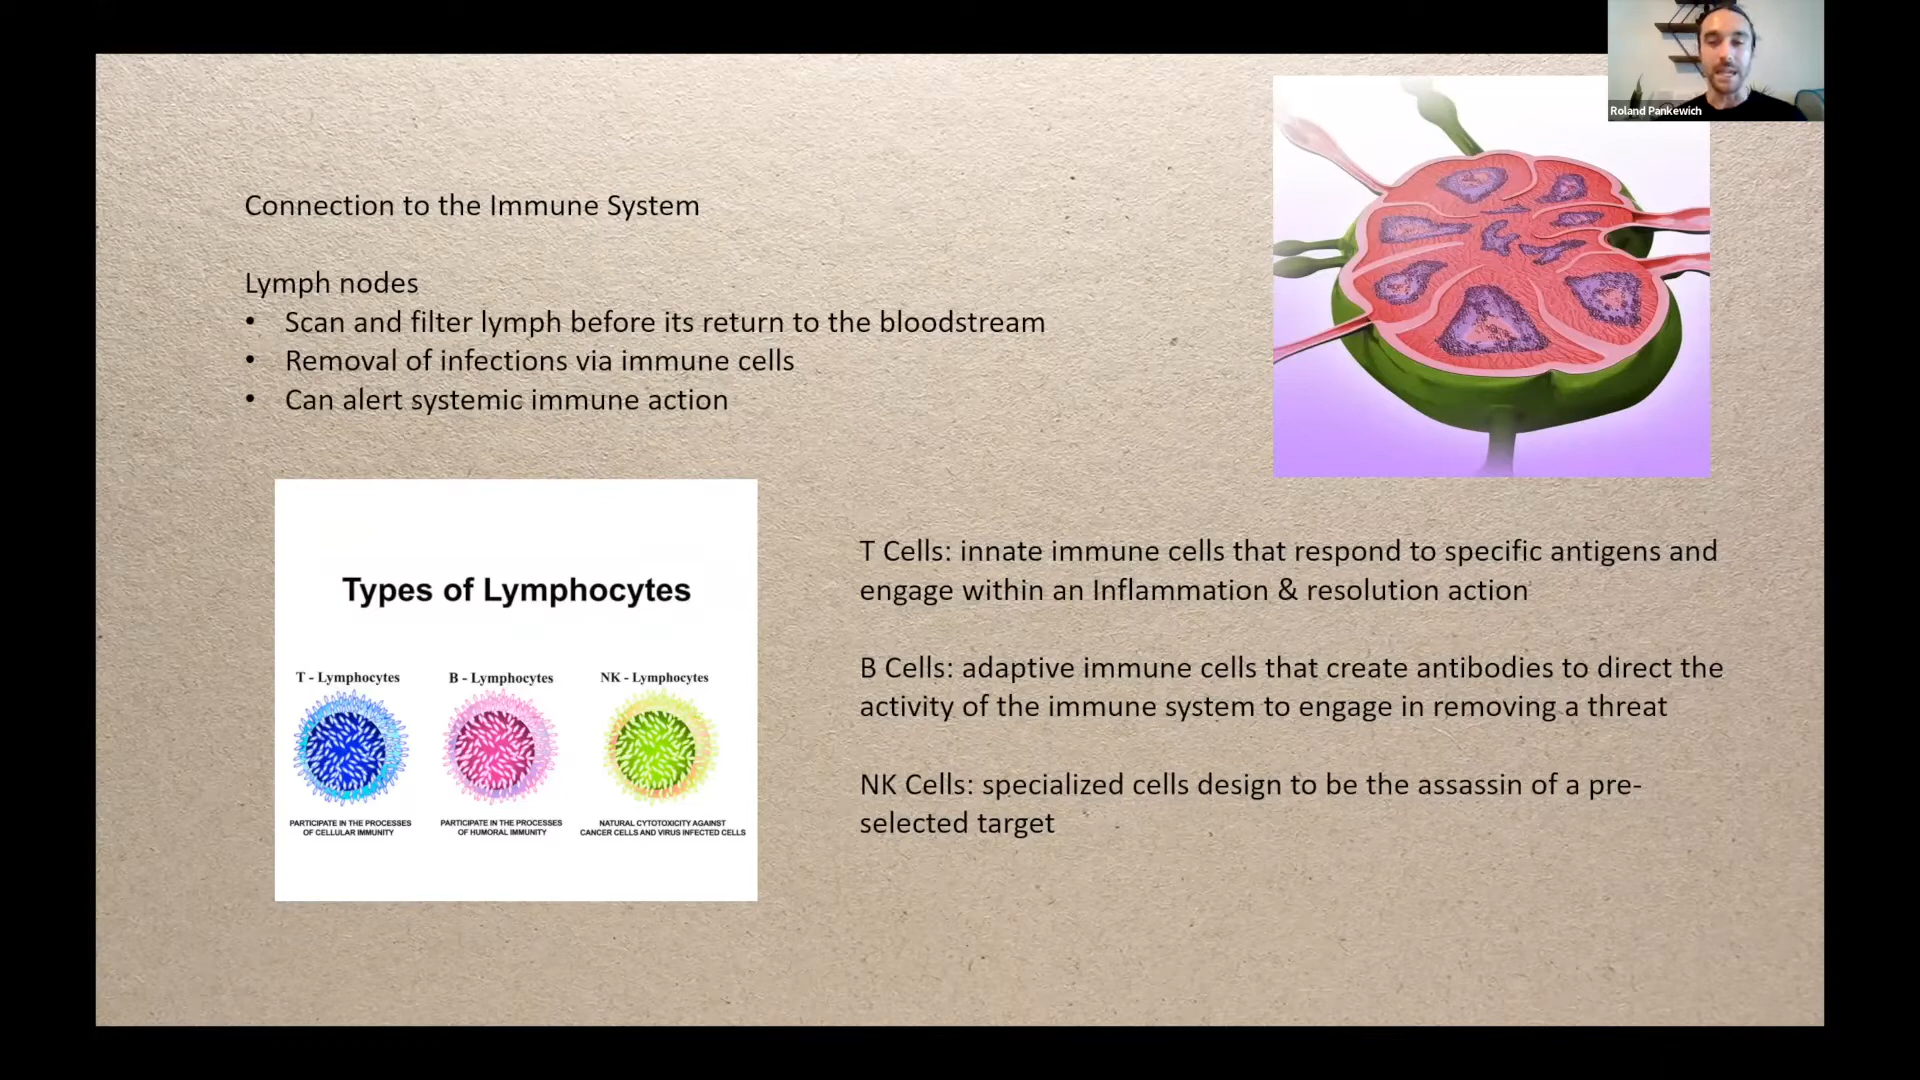 Roland Pankewich
Connection to the Immune System
Lymph nodes
• Scan and filter lymph before its return to the bloodstream
• Removal of infections via immune cells
• Can alert systemic immune action
Types of Lymphocytes
T - Lymphocytes
B - Lymphocytes
NK - Lymphocytes
PARTICIPATE IN THE PROCESSES
OF CELLULAR IMMUNITY
PARTICIPATE IN THE PROCESSES
OF HUMORAL IMMUNITY
NATURAL CYTOTOXICITY AGAINST
CANCER CELLS AND VIRUS INFECTED CELLS
T Cells: innate immune cells that respond to specific antigens and
engage within an Inflammation & resolution action
B Cells: adaptive immune cells that create antibodies to direct the
activity of the immune system to engage in removing a threat
NK Cells: specialized cells design to be the assassin of a pre-
selected target